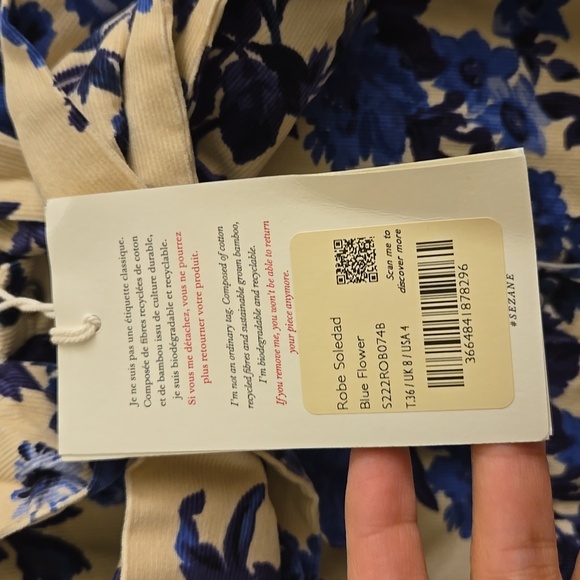 Je ne suis pas une étiquette classique.
Composée de fibres recyclées de coton
et de bambou issu de culture durable,
je suis biodégradable et recyclable.
Si vous me détachez, vous ne pourrez
plus retourner votre produit.
I'm not an ordinary tag. Composed of cotton
recycled fibres and sustainable grown bamboo,
I'm biodegradable and recyclable.
If you remove me, you won't be able to return
your piece anymore.
Robe Soledad
Blue Flower
S222ROB074B
T.36 / UK 8 / USA 4
Scan me to
discover more
3664841878296
#SEZANE